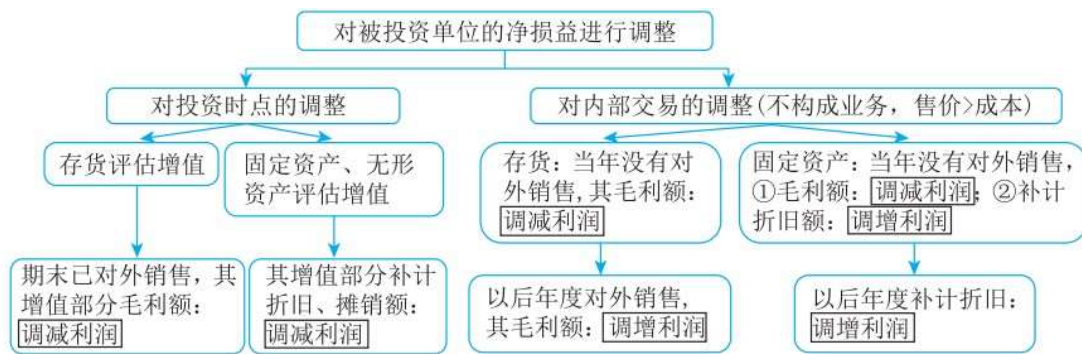 对被投资单位的净损益进行调整
对投资时点的调整
对内部交易的调整(不构成业务，售价>成本)
存货评估增值
固定资产、无形
资产评估增值
存货：当年没有对
外销售，其毛利额：
调减利润
固定资产：当年没有对外销售，
①毛利额：调减利润；②补计
折旧额：调增利润
期末已对外销售，其
增值部分毛利额：
调减利润
其增值部分补计
折旧、摊销额：
调减利润
以后年度对外销售，
其毛利额：调增利润
以后年度补计折旧：
调增利润